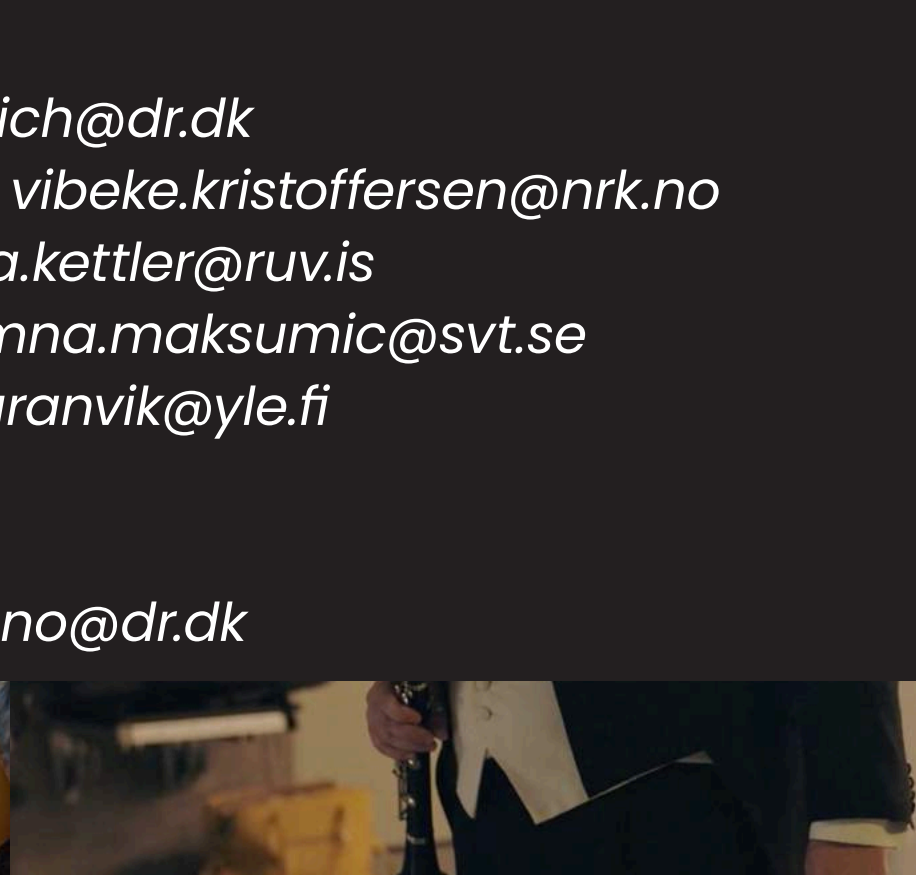 ich@dr.dk
vibeke.kristoffersen@nrk.no
a.kettler@ruv.is
mna.maksumic@svt.se
ranvik@yle.fi
no@dr.dk